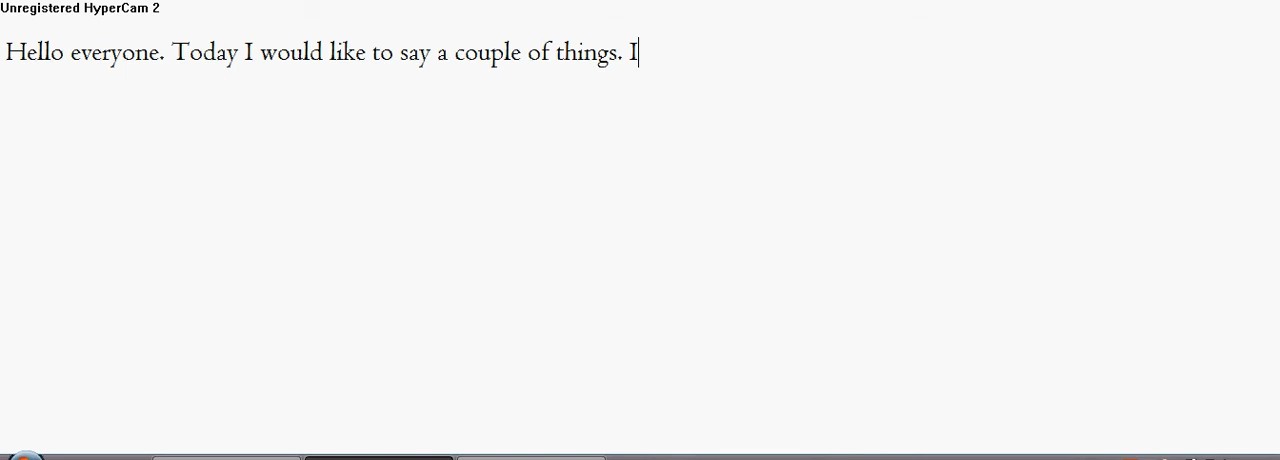 Unregistered HyperCam 2
Hello everyone. Today I would like to say a couple of things. I